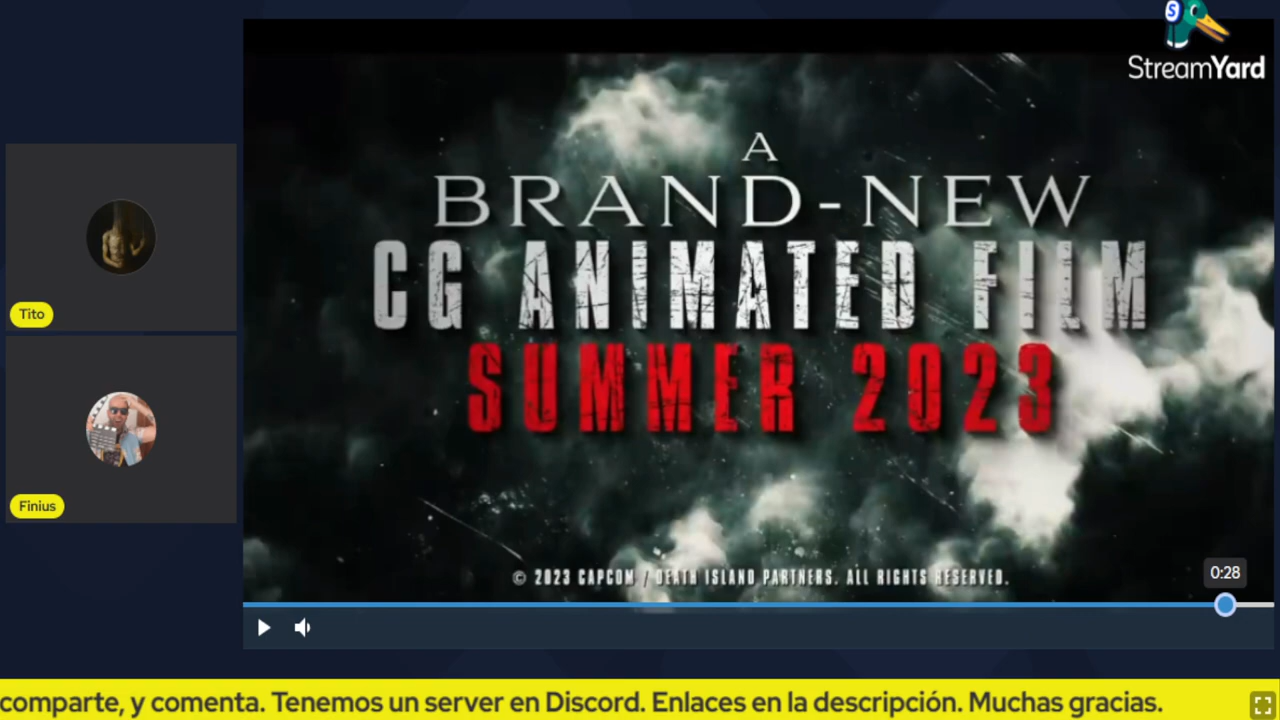 StreamYard
A
BRAND-NEW
CG ANIMATED FILM
SUMMER 2023
Tito
Finius
© 2023 CAPCOM / DEATH ISLAND PARTNERS. ALL RIGHTS RESERVED.
0:28
comparte, y comenta. Tenemos un server en Discord. Enlaces en la descripción. Muchas gracias.